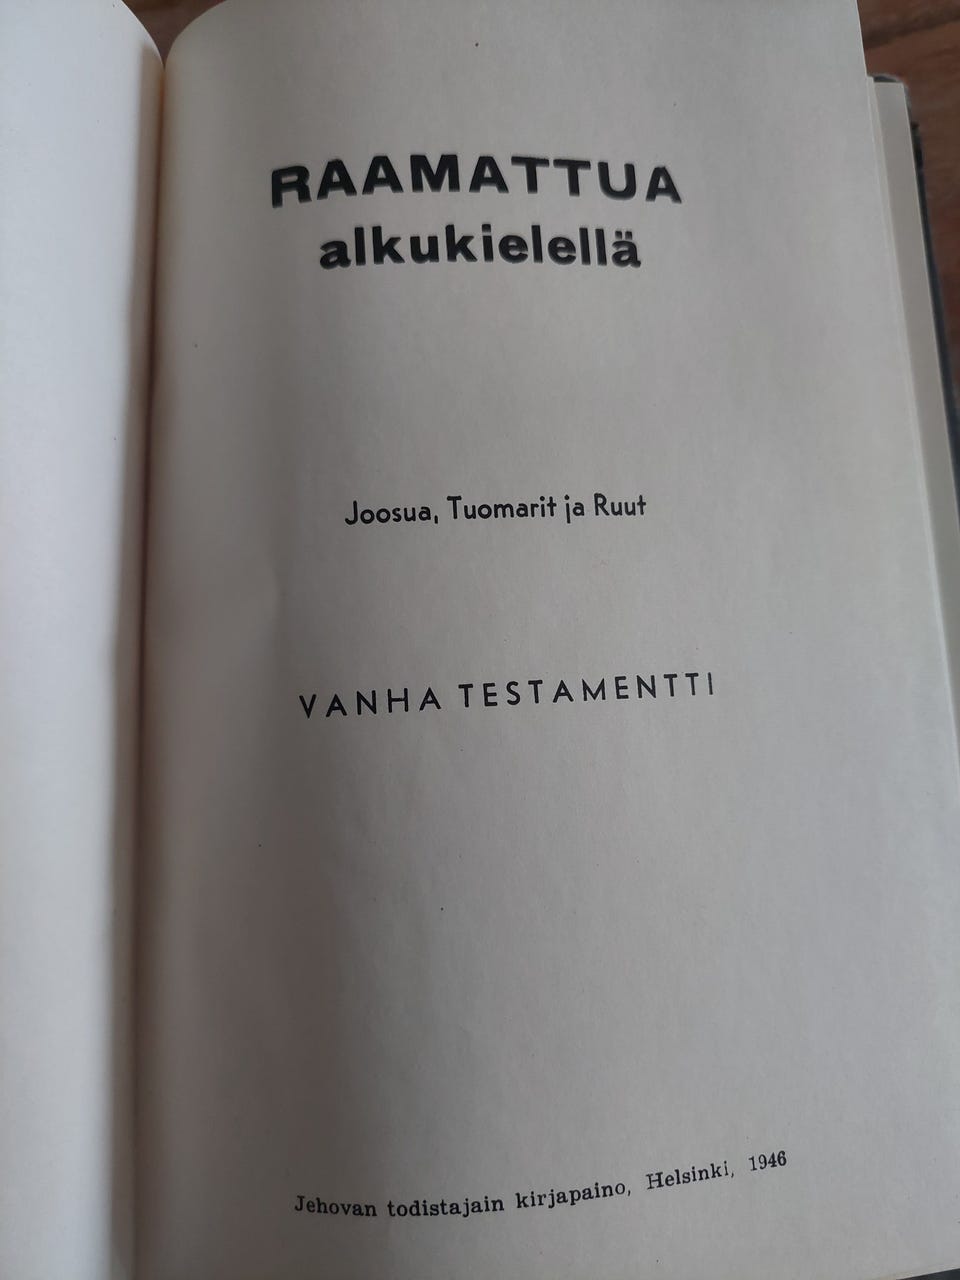 RAAMATTUA
alkukielellä
Joosua, Tuomarit ja Ruut
VANHA TESTAMENTTI
Jehovan todistajain kirjapaino, Helsinki, 1946